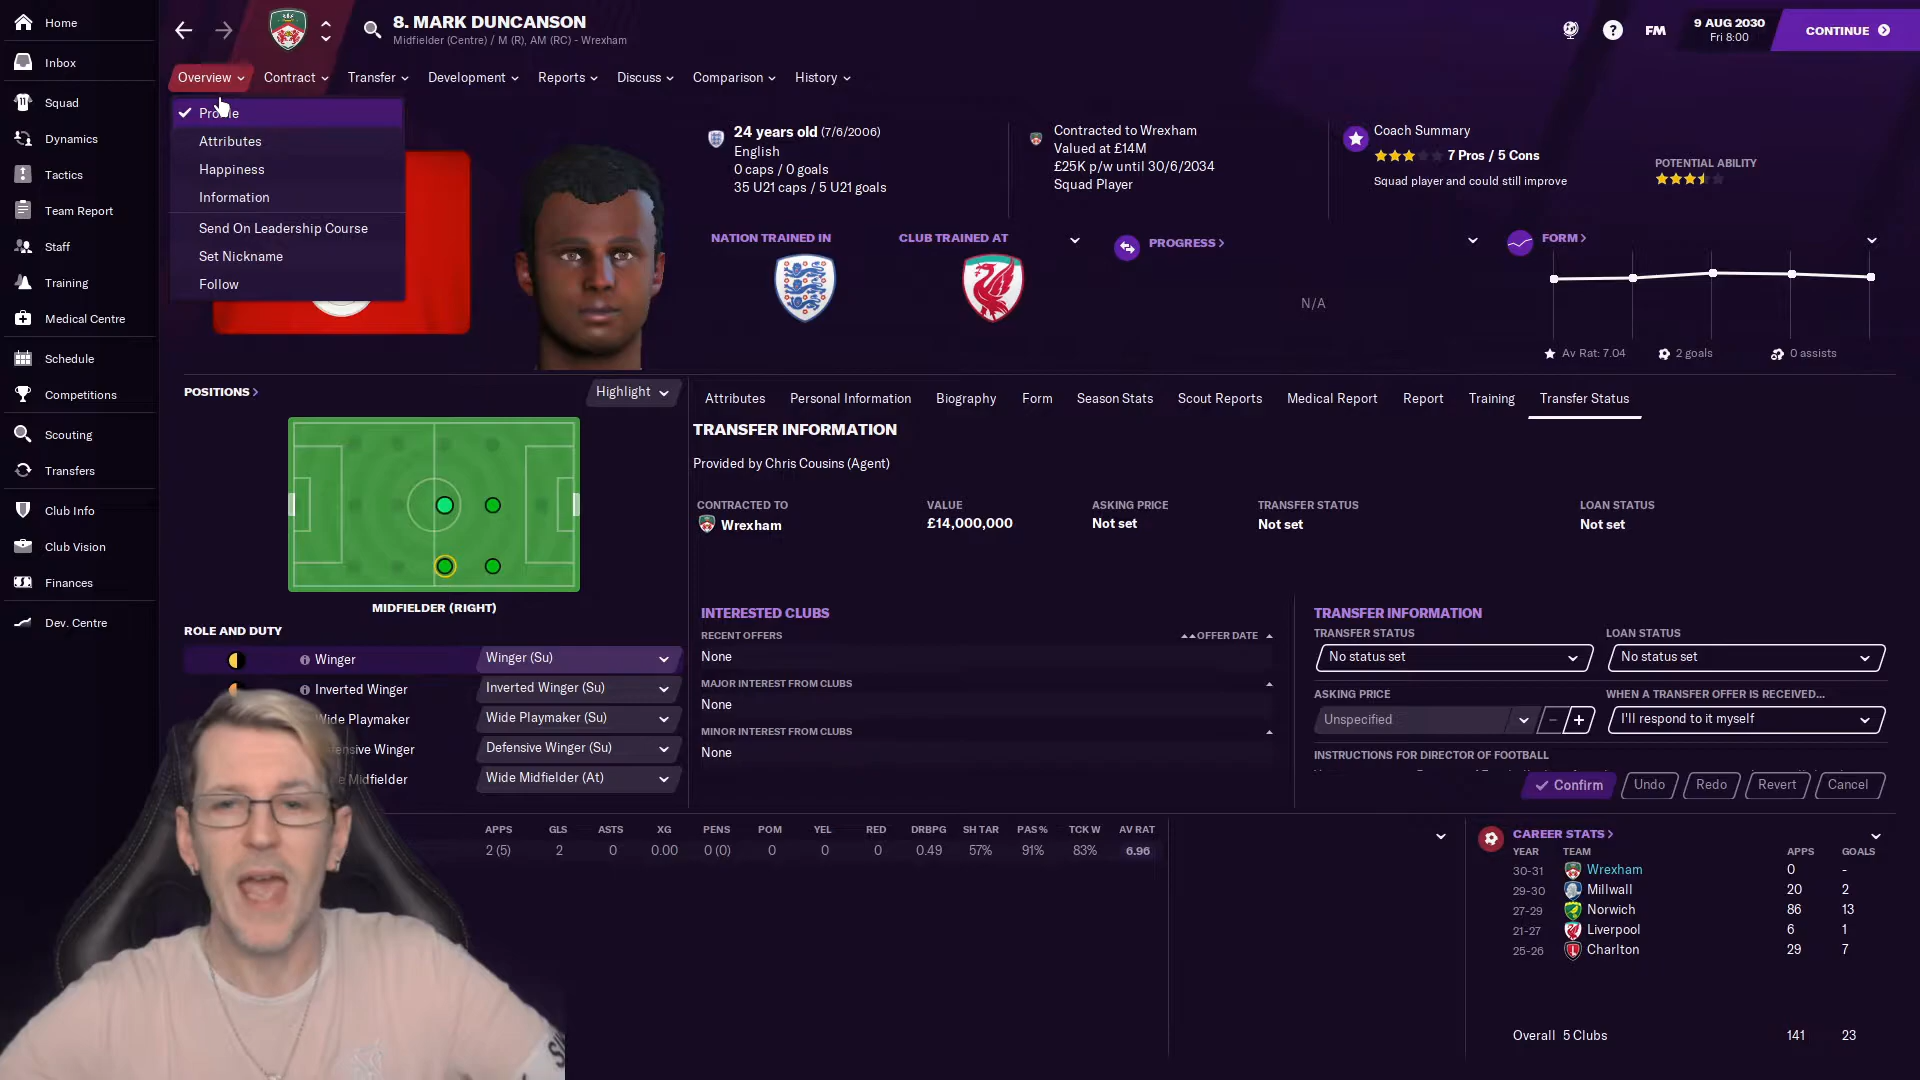 Home
Inbox
Squad
Dynamics
Tactics
Team Report
Staff
Training
Medical Centre
Schedule
Competitions
Scouting
Transfers
Club Info
Club Vision
Finances
Dev. Centre
8. MARK DUNCANSON
Midfielder (Centre) / M (R), AM (RC) - Wrexham
FM
9 AUG 2030
Fri 8:00
CONTINUE
Overview Contract Transfer Development Reports Discuss Comparison History
Profile
Attributes
Happiness
Information
Send On Leadership Course
Set Nickname
Follow
24 years old (7/6/2006)
English
0 caps / 0 goals
35 U21 caps / 5 U21 goals
Contracted to Wrexham
Valued at £14M
£25K p/w until 30/6/2034
Squad Player
Coach Summary
7 Pros / 5 Cons
Squad player and could still improve
POTENTIAL ABILITY
NATION TRAINED IN
CLUB TRAINED AT
PROGRESS
N/A
FORM
Av Rat: 7.04 2 goals 0 assists
POSITIONS
Highlight
MIDFIELDER (RIGHT)
ROLE AND DUTY
Winger Winger (Su)
Inverted Winger Inverted Winger (Su)
Wide Playmaker Wide Playmaker (Su)
Winger Defensive Winger (Su)
Midfielder Wide Midfielder (At)
Attributes Personal Information Biography Form Season Stats Scout Reports Medical Report Report Training Transfer Status
TRANSFER INFORMATION
Provided by Chris Cousins (Agent)
CONTRACTED TO VALUE ASKING PRICE TRANSFER STATUS LOAN STATUS
Wrexham £14,000,000 Not set Not set Not set
INTERESTED CLUBS
RECENT OFFERS OFFER DATE
None
MAJOR INTEREST FROM CLUBS
None
MINOR INTEREST FROM CLUBS
None
TRANSFER INFORMATION
TRANSFER STATUS LOAN STATUS
No status set No status set
ASKING PRICE WHEN A TRANSFER OFFER IS RECEIVED...
Unspecified - + I'll respond to it myself
INSTRUCTIONS FOR DIRECTOR OF FOOTBALL
Confirm Undo Redo Revert Cancel
APPS GLS ASTS XG PENS POM YEL RED DRBPG SH TAR PAS % TCK W AV RAT
2 (5) 2 0 0.00 0 (0) 0 0 0 0.49 57% 91% 83% 6.96
CAREER STATS
YEAR TEAM APPS GOALS
30-31 Wrexham 0 -
29-30 Millwall 20 2
27-29 Norwich 86 13
21-27 Liverpool 6 1
25-26 Charlton 29 7
Overall 5 Clubs 141 23